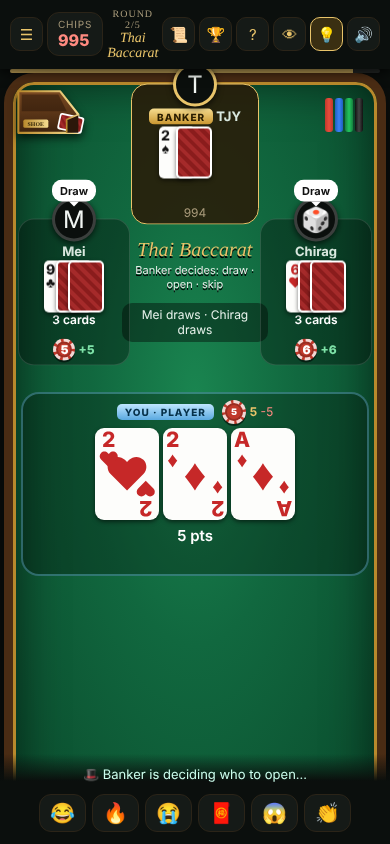 CHIPS
995
ROUND
2/5
Thai
Baccarat
?
T
BANKER TJY
2
994
SHOE
Draw
M
Mei
9
3 cards
5 +5
Draw
Chirag
6
3 cards
6 +6
Thai Baccarat
Banker decides: draw ·
open · skip
Mei draws · Chirag
draws
YOU · PLAYER 5 5 -5
2 2 A
2 2 A
5 pts
Banker is deciding who to open...